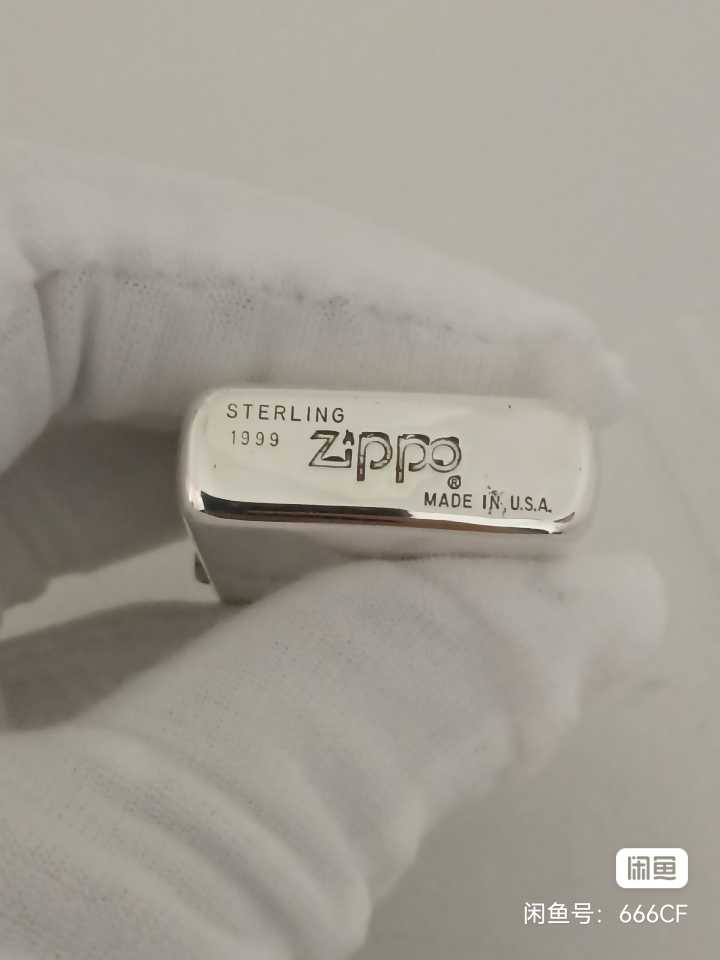 STERLING
1999
Zippo
®
MADE IN U.S.A.
闲鱼
闲鱼号：666CF